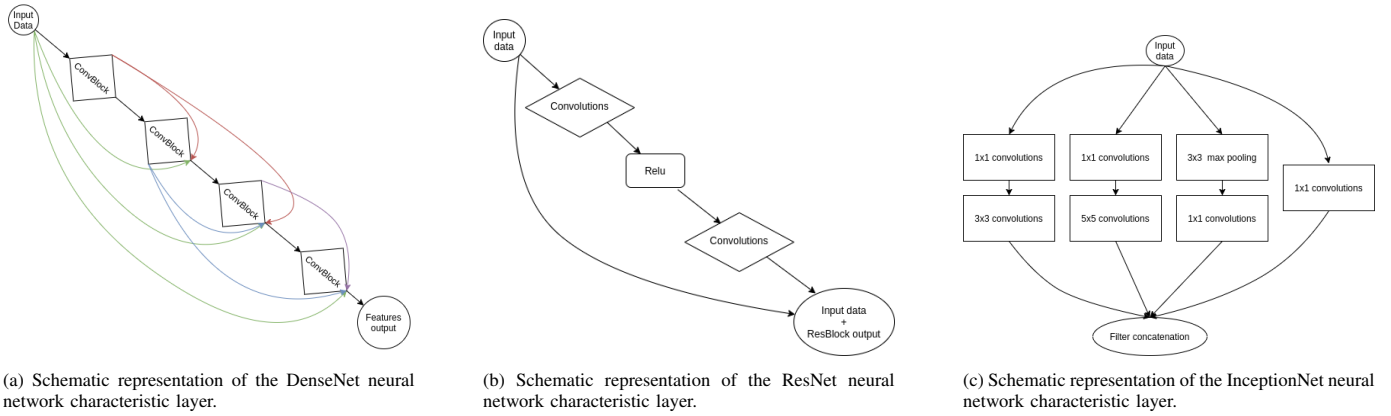 Input
Data
ConvBlock
ConvBlock
ConvBlock
ConvBlock
Features
output
(a) Schematic representation of the DenseNet neural
network characteristic layer.
Input
data
Convolutions
Relu
Convolutions
Input data
+
ResBlock output
(b) Schematic representation of the ResNet neural
network characteristic layer.
Input
data
1x1 convolutions
1x1 convolutions
3x3 max pooling
1x1 convolutions
3x3 convolutions
5x5 convolutions
1x1 convolutions
Filter concatenation
(c) Schematic representation of the InceptionNet neural
network characteristic layer.